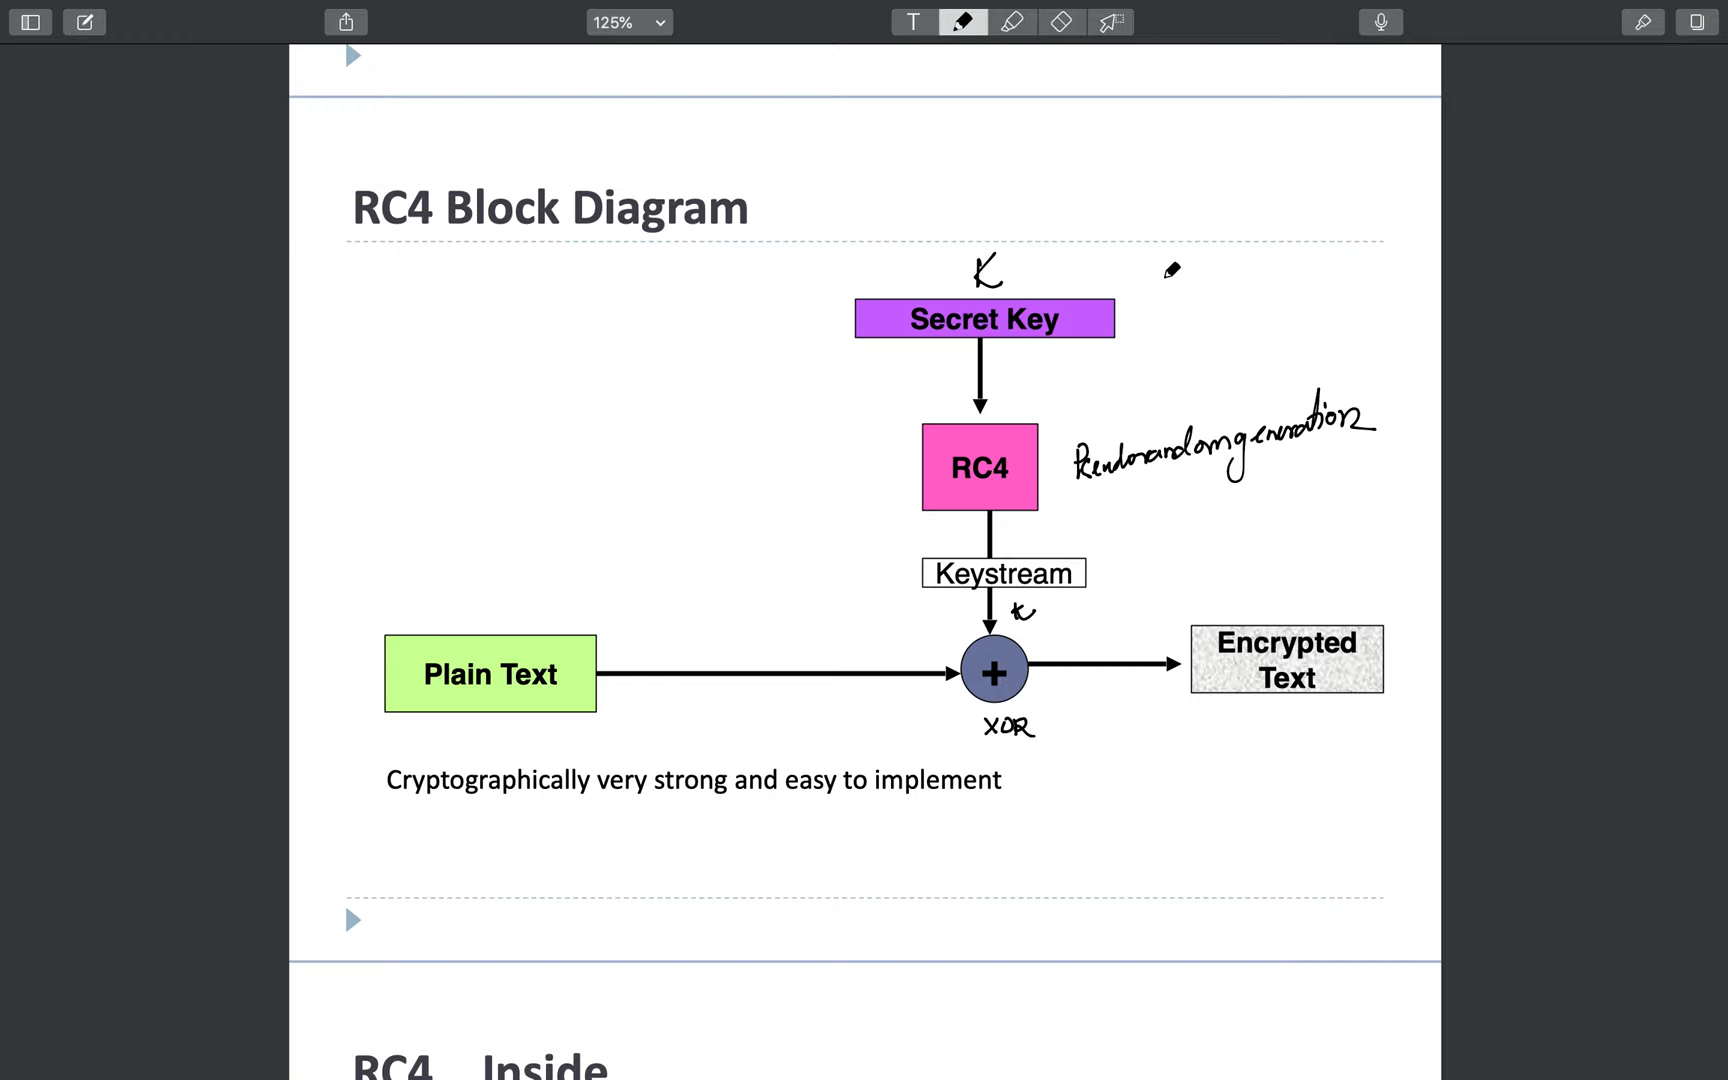 125%
T
RC4 Block Diagram
K
Secret Key
RC4
Pseudorandomgeneration
Keystream
k
Plain Text
+
Encrypted
Text
XOR
Cryptographically very strong and easy to implement
RC4 Inside